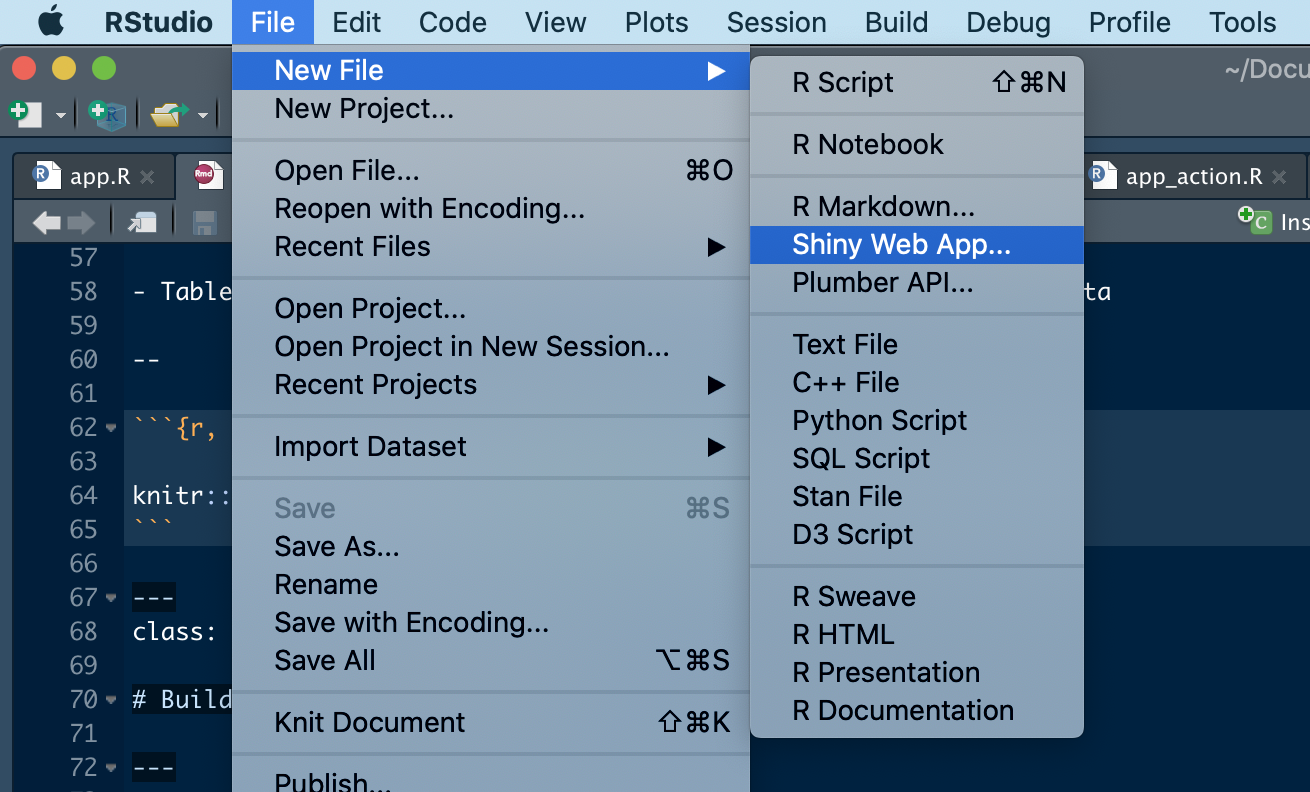 RStudio File Edit Code View Plots Session Build Debug Profile Tools
~/Docu
New File
New Project...
Open File... ⌘O
Reopen with Encoding...
Recent Files
Open Project...
Open Project in New Session...
Recent Projects
Import Dataset
Save ⌘S
Save As...
Rename
Save with Encoding...
Save All ⌥⌘S
Knit Document ⇧⌘K
Publish...
R Script ⇧⌘N
R Notebook
R Markdown...
Shiny Web App...
Plumber API...
Text File
C++ File
Python Script
SQL Script
Stan File
D3 Script
R Sweave
R HTML
R Presentation
R Documentation
R app.R Rmd
R app_action.R
C Ins
57
58 - Table
ta
59
60 --
61
62 ```{r,
63
64 knitr::
65 ```
66
67 ---
68 class:
69
70 # Build
71
72 ---